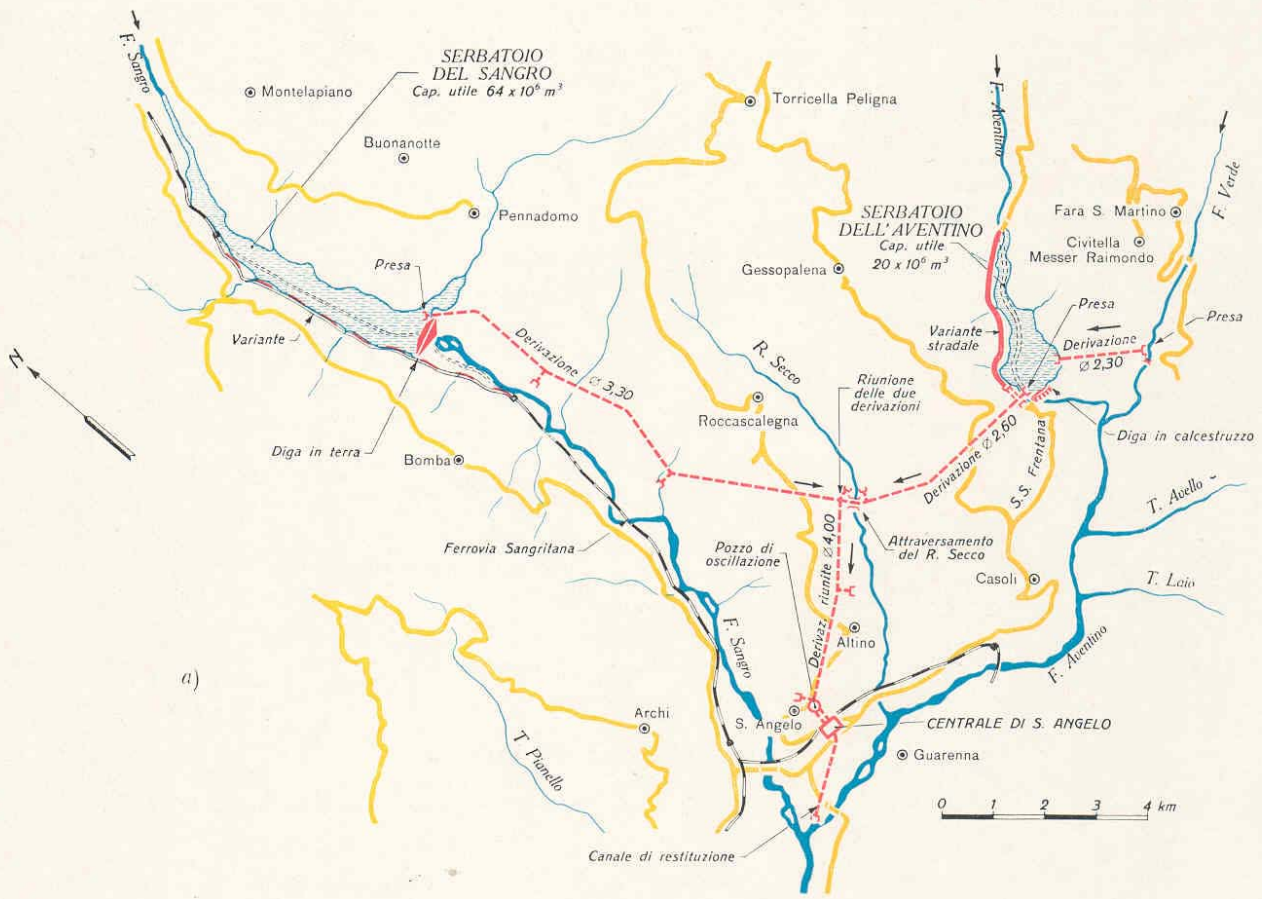 F. Sangro
SERBATOIO
DEL SANGRO
Cap. utile 64 x 10⁶ m³
Montelapiano
Buonanotte
Pennadomo
Presa
Variante
Diga in terra
Bomba
Derivazione Ø 3,30
Ferrovia Sangritana
Torricella Peligna
F. Aventino
F. Verde
Fara S. Martino
Civitella
Messer Raimondo
SERBATOIO
DELL'AVENTINO
Cap. utile
20 x 10⁶ m³
Gessopalena
Presa
Presa
Variante
stradale
Derivazione
Ø 2,30
R. Secco
Riunione
delle due
derivazioni
Roccascalegna
Derivazione Ø 2,60
S.S. Frentana
Diga in calcestruzzo
T. Avello
Attraversamento
del R. Secco
Pozzo di
oscillazione
Derivaz. riunite Ø 4,00
Casoli
T. Laio
Altino
F. Sangro
F. Aventino
N
a)
T. Pianello
Archi
S. Angelo
CENTRALE DI S. ANGELO
Guarenna
0 1 2 3 4 km
Canale di restituzione